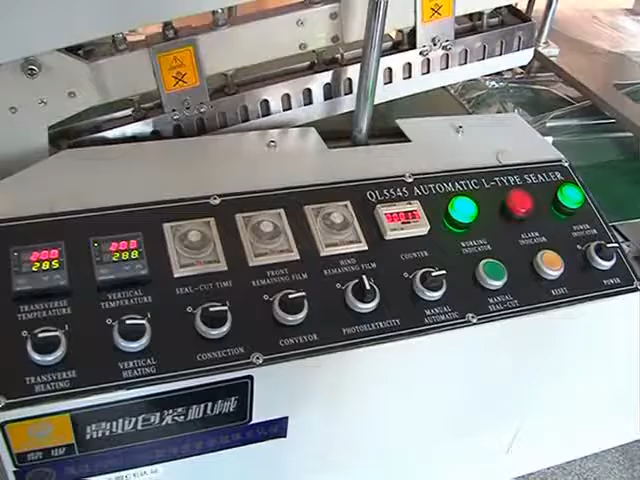 QL5545 AUTOMATIC L-TYPE SEALER
200
285
200
288
SEAL-CUT TIME
FRONT REMAINING FILM
HIND REMAINING FILM
COUNTER
WORKING INDICATOR
ALARM INDICATOR
POWER INDICATOR
TRANSVERSE TEMPERATURE
VERTICAL TEMPERATURE
TRANSVERSE HEATING
VERTICAL HEATING
CONNECTION
CONVEYOR
PHOTOELETRICITY
MANUAL AUTOMATIC
MANUAL SEAL-CUT
RESET
POWER
鼎业包装机械
鼎业